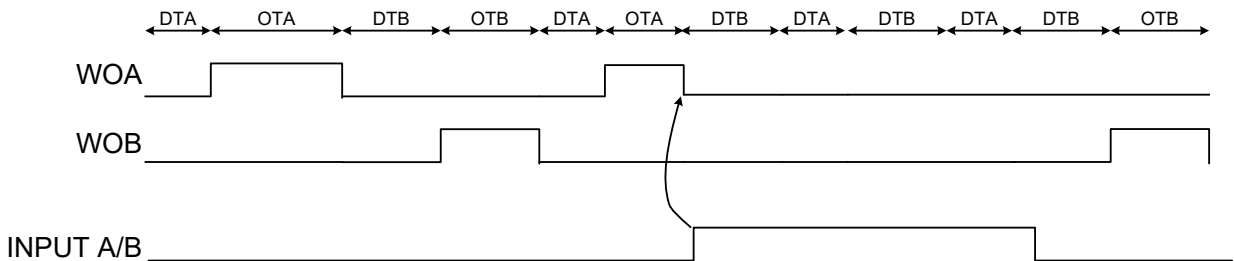 DTA OTA DTB OTB DTA OTA DTB DTA DTB DTA DTB OTB
WOA
WOB
INPUT A/B